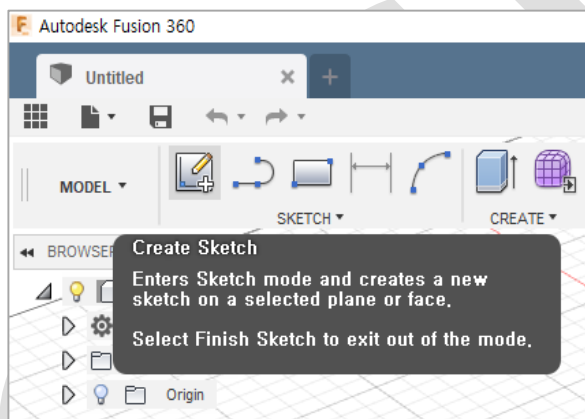 Autodesk Fusion 360
Untitled
MODEL
SKETCH
CREATE
BROWSER
Create Sketch
Enters Sketch mode and creates a new
sketch on a selected plane or face.
Select Finish Sketch to exit out of the mode.
Origin